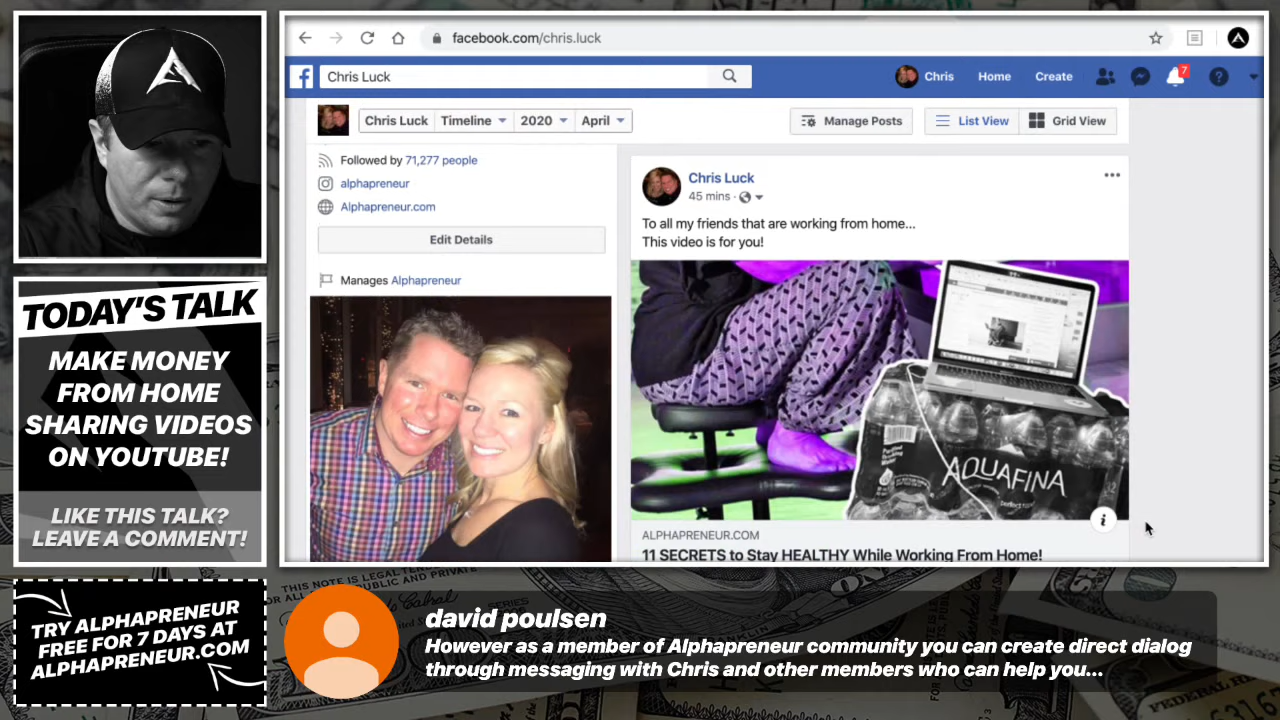 TODAY'S TALK
MAKE MONEY
FROM HOME
SHARING VIDEOS
ON YOUTUBE!
LIKE THIS TALK?
LEAVE A COMMENT!
TRY ALPHAPRENEUR
FREE FOR 7 DAYS AT
ALPHAPRENEUR.COM
facebook.com/chris.luck
Chris Luck
Chris Home Create 7
Chris Luck Timeline 2020 April Manage Posts List View Grid View
Followed by 71,277 people
alphapreneur
Alphapreneur.com
Edit Details
Manages Alphapreneur
Chris Luck
45 mins
To all my friends that are working from home...
This video is for you!
AQUAFINA
ALPHAPRENEUR.COM
11 SECRETS to Stay HEALTHY While Working From Home!
david poulsen
However as a member of Alphapreneur community you can create direct dialog
through messaging with Chris and other members who can help you...